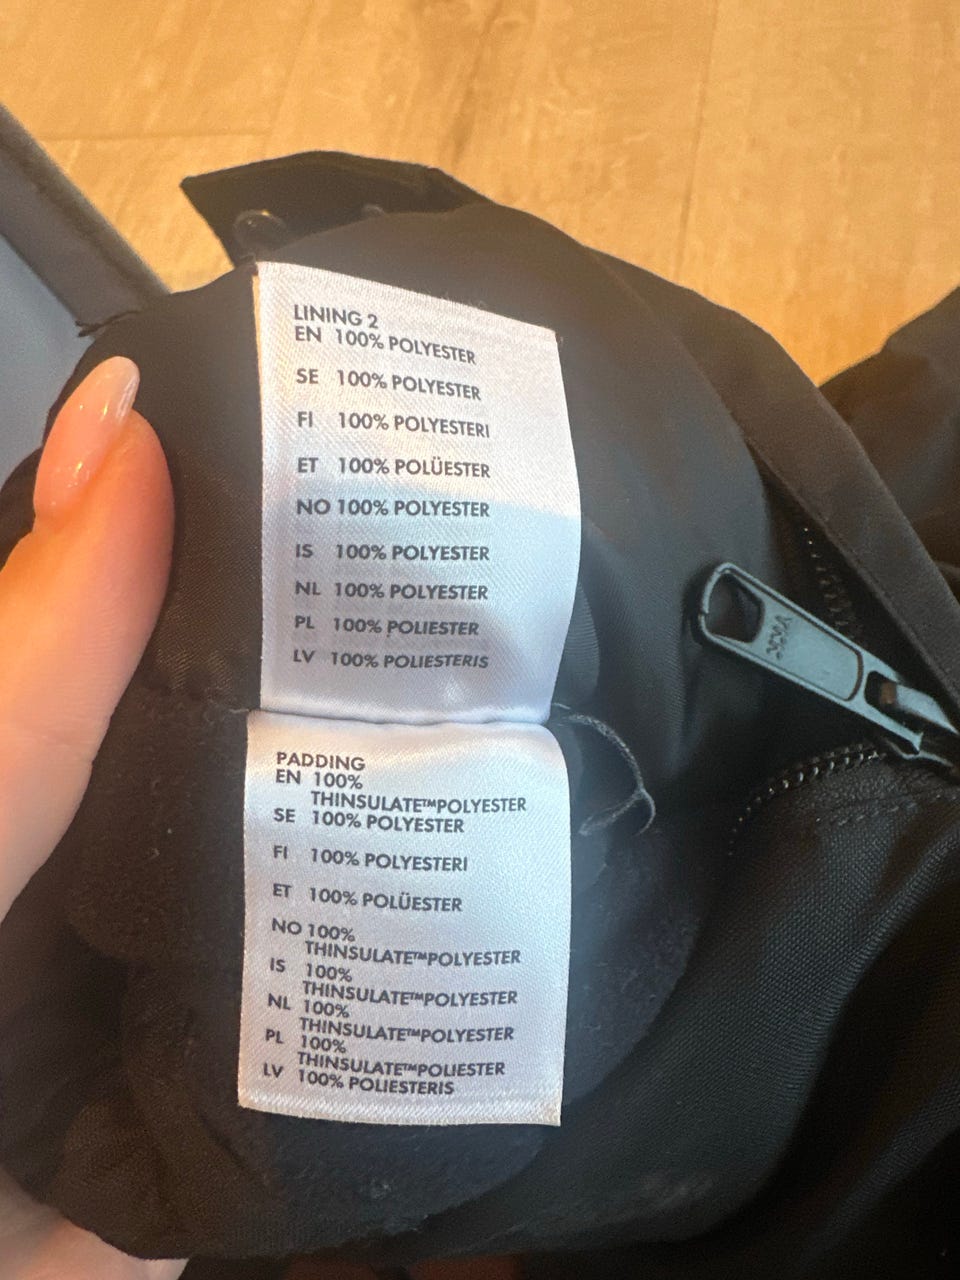 LINING 2
EN 100% POLYESTER
SE 100% POLYESTER
FI 100% POLYESTERI
ET 100% POLÜESTER
NO 100% POLYESTER
IS 100% POLYESTER
NL 100% POLYESTER
PL 100% POLIESTER
LV 100% POLIESTERIS
PADDING
EN 100%
THINSULATE™POLYESTER
SE 100% POLYESTER
FI 100% POLYESTERI
ET 100% POLÜESTER
NO 100%
THINSULATE™POLYESTER
IS 100%
THINSULATE™POLYESTER
NL 100%
THINSULATE™POLYESTER
PL 100%
THINSULATE™POLIESTER
LV 100% POLIESTERIS
YKK